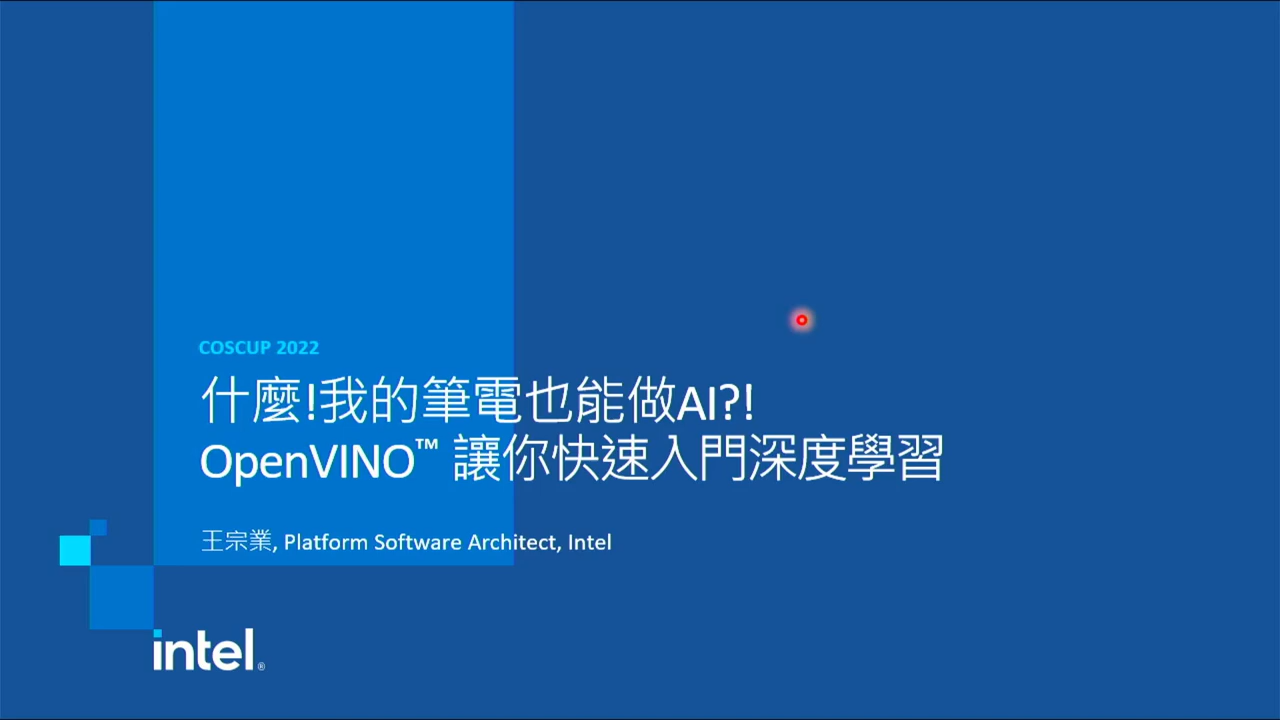 COSCUP 2022
什麼!我的筆電也能做AI?!
OpenVINO™ 讓你快速入門深度學習
王宗業, Platform Software Architect, Intel
intel®